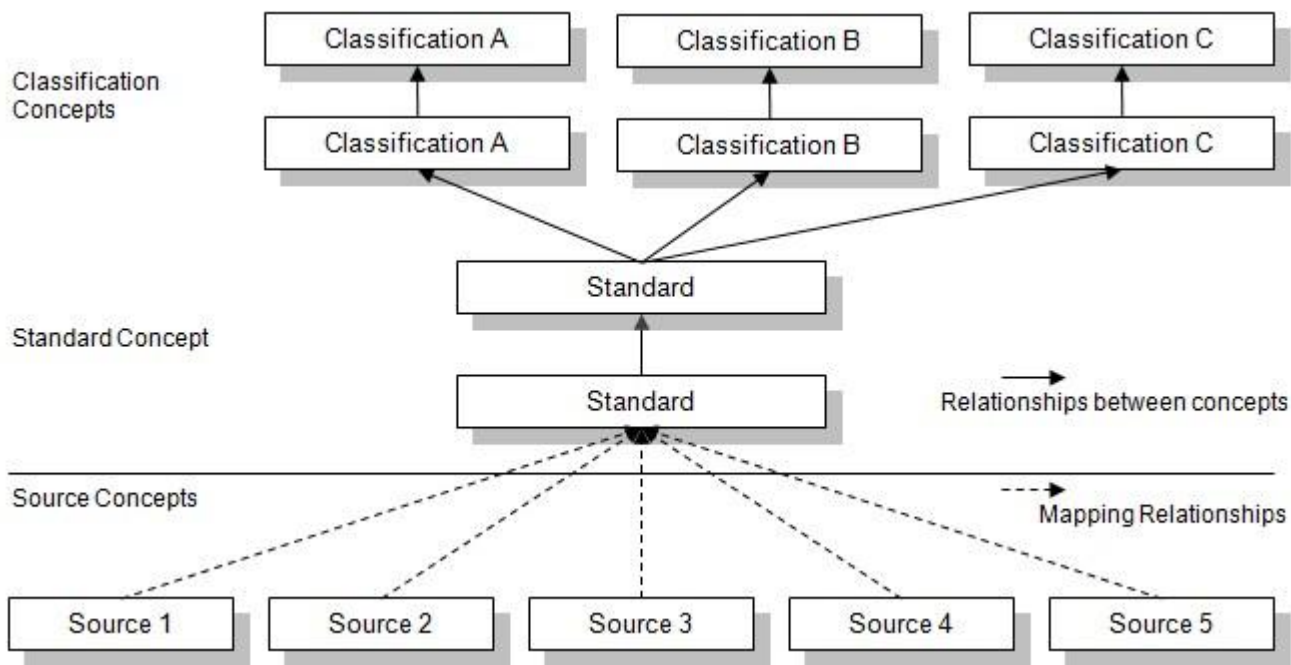 Classification A
Classification B
Classification C
Classification
Concepts
Classification A
Classification B
Classification C
Standard
Standard Concept
Standard
Relationships between concepts
Source Concepts
Mapping Relationships
Source 1
Source 2
Source 3
Source 4
Source 5